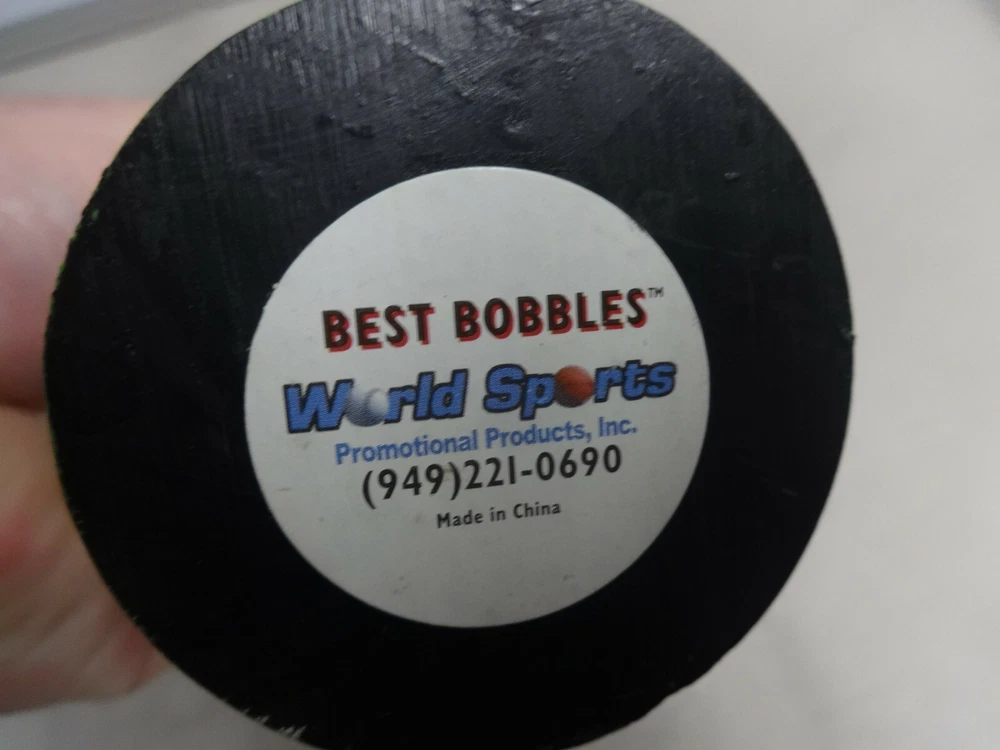 BEST BOBBLES™
World Sports
Promotional Products, Inc.
(949)221-0690
Made in China